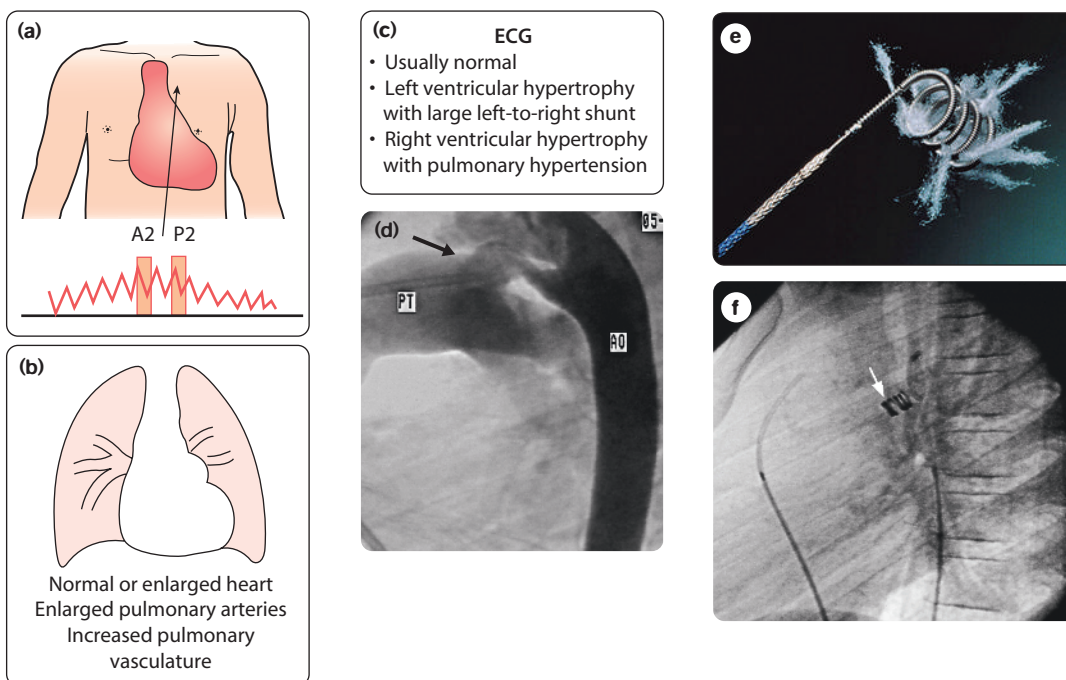 (a)
A2 P2
(b)
Normal or enlarged heart
Enlarged pulmonary arteries
Increased pulmonary
vasculature
(c)
ECG
• Usually normal
• Left ventricular hypertrophy
with large left-to-right shunt
• Right ventricular hypertrophy
with pulmonary hypertension
(d)
05-
PT
AO
e
f